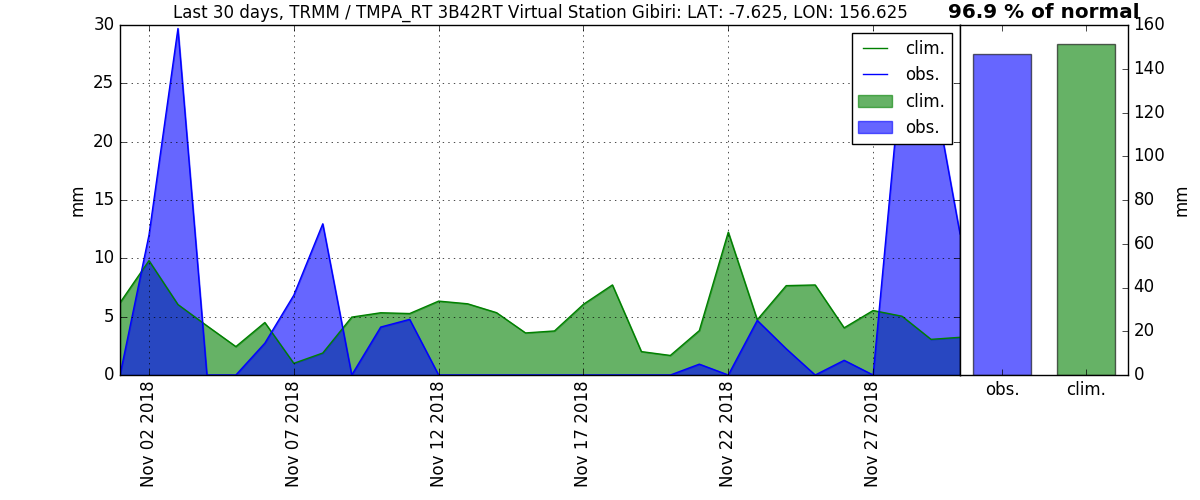 Last 30 days, TRMM / TMPA_RT 3B42RT Virtual Station Gibiri: LAT: -7.625, LON: 156.625
96.9 % of normal
30
25
20
15
10
5
0
mm
clim.
obs.
clim.
obs.
160
140
120
100
80
60
40
20
0
mm
obs.
clim.
Nov 02 2018
Nov 07 2018
Nov 12 2018
Nov 17 2018
Nov 22 2018
Nov 27 2018